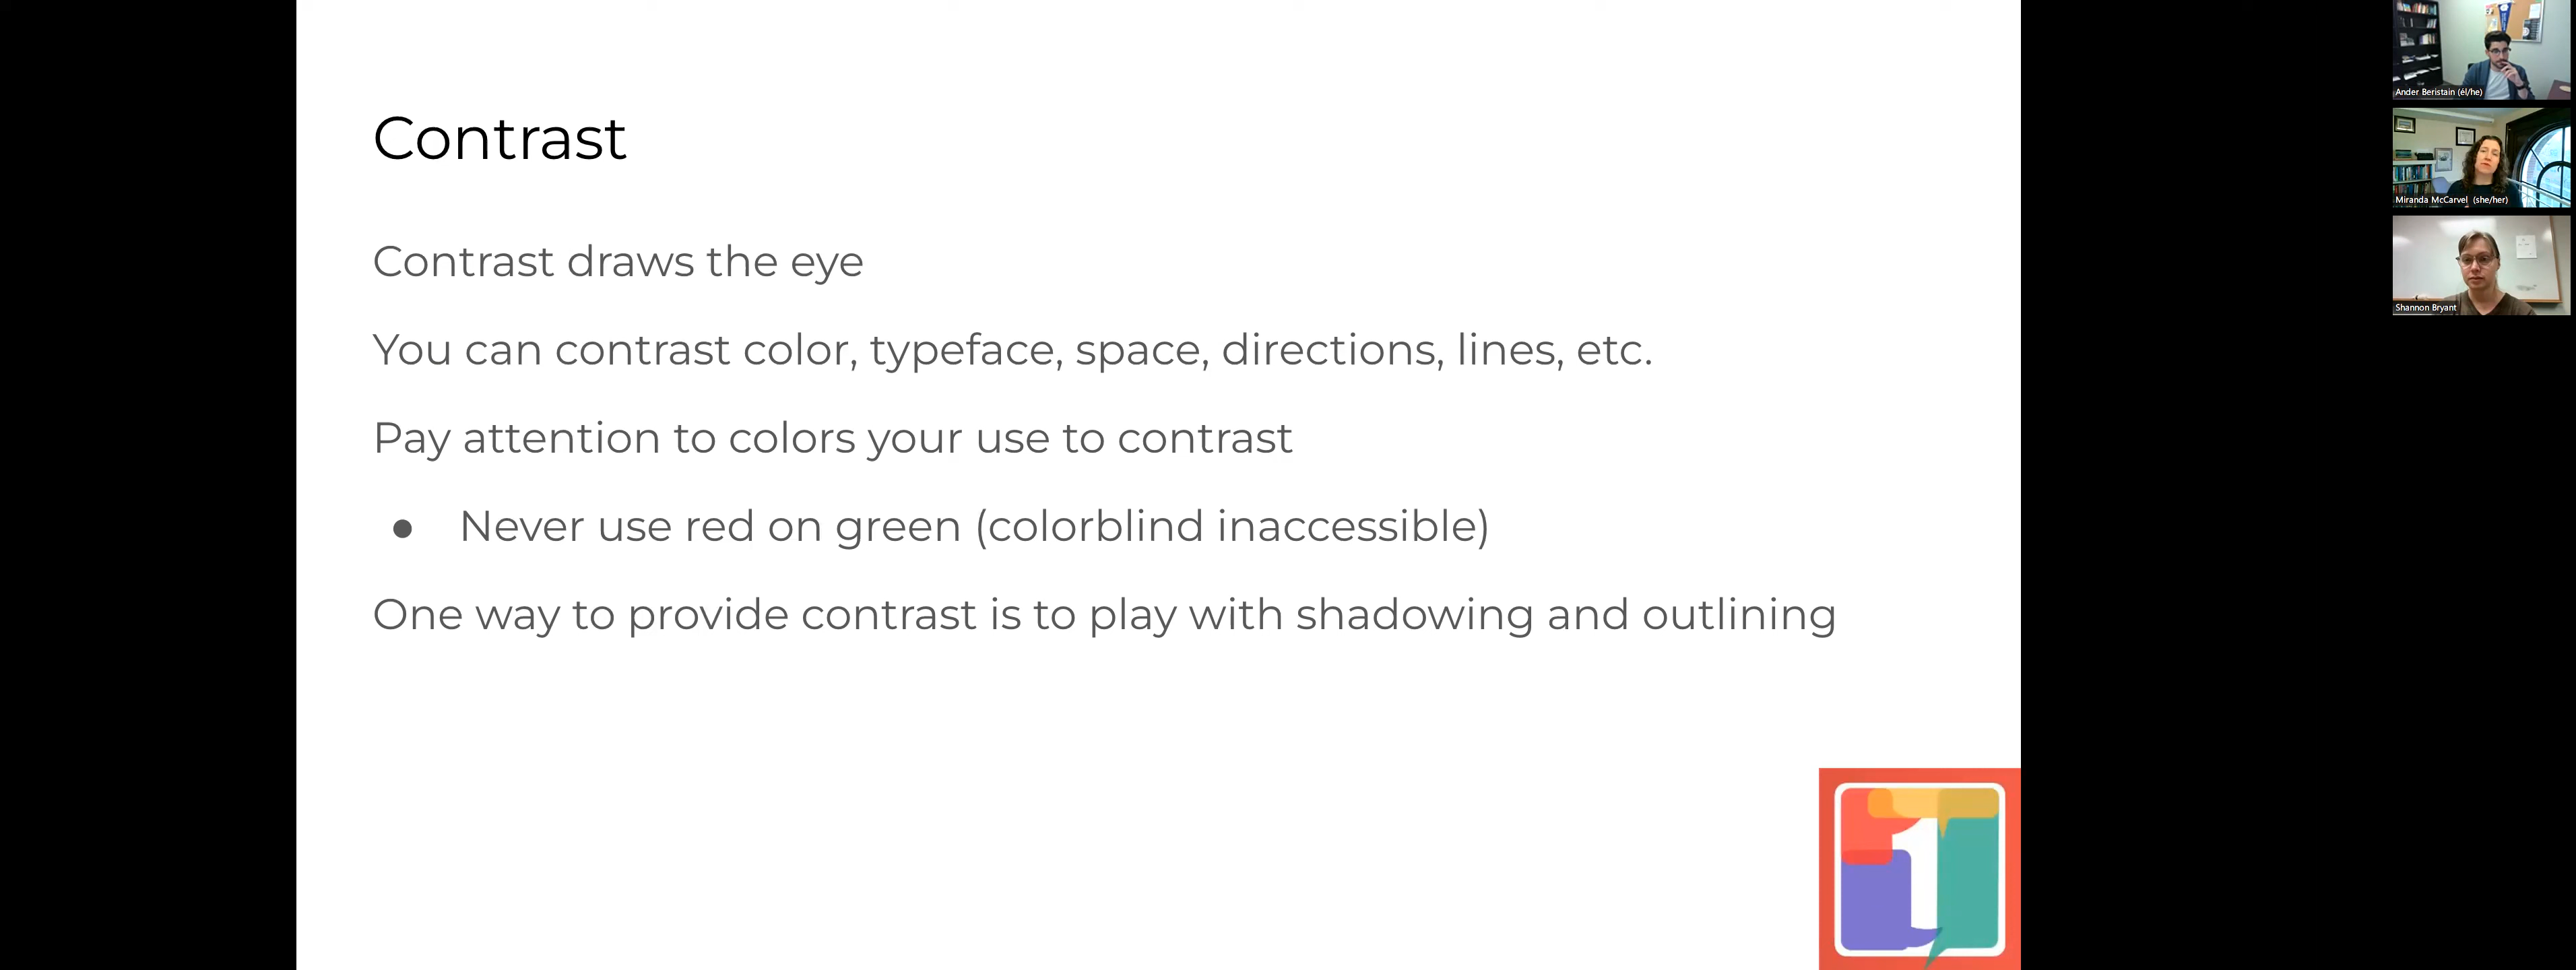 Contrast
Contrast draws the eye
You can contrast color, typeface, space, directions, lines, etc.
Pay attention to colors your use to contrast
● Never use red on green (colorblind inaccessible)
One way to provide contrast is to play with shadowing and outlining
1
Ander Beristain (él/he)
Miranda McCarvel (she/her)
Shannon Bryant